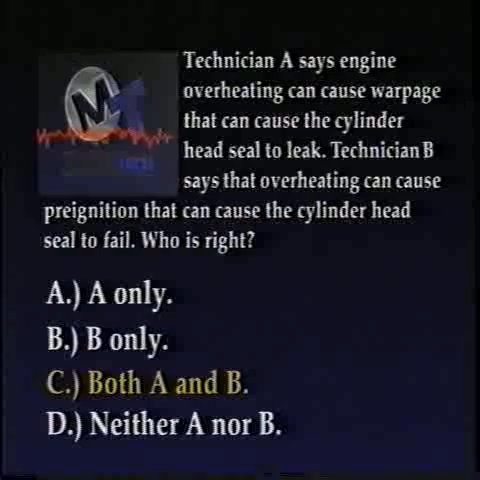 Technician A says engine
overheating can cause warpage
that can cause the cylinder
head seal to leak. Technician B
says that overheating can cause
preignition that can cause the cylinder head
seal to fail. Who is right?
A.) A only.
B.) B only.
C.) Both A and B.
D.) Neither A nor B.